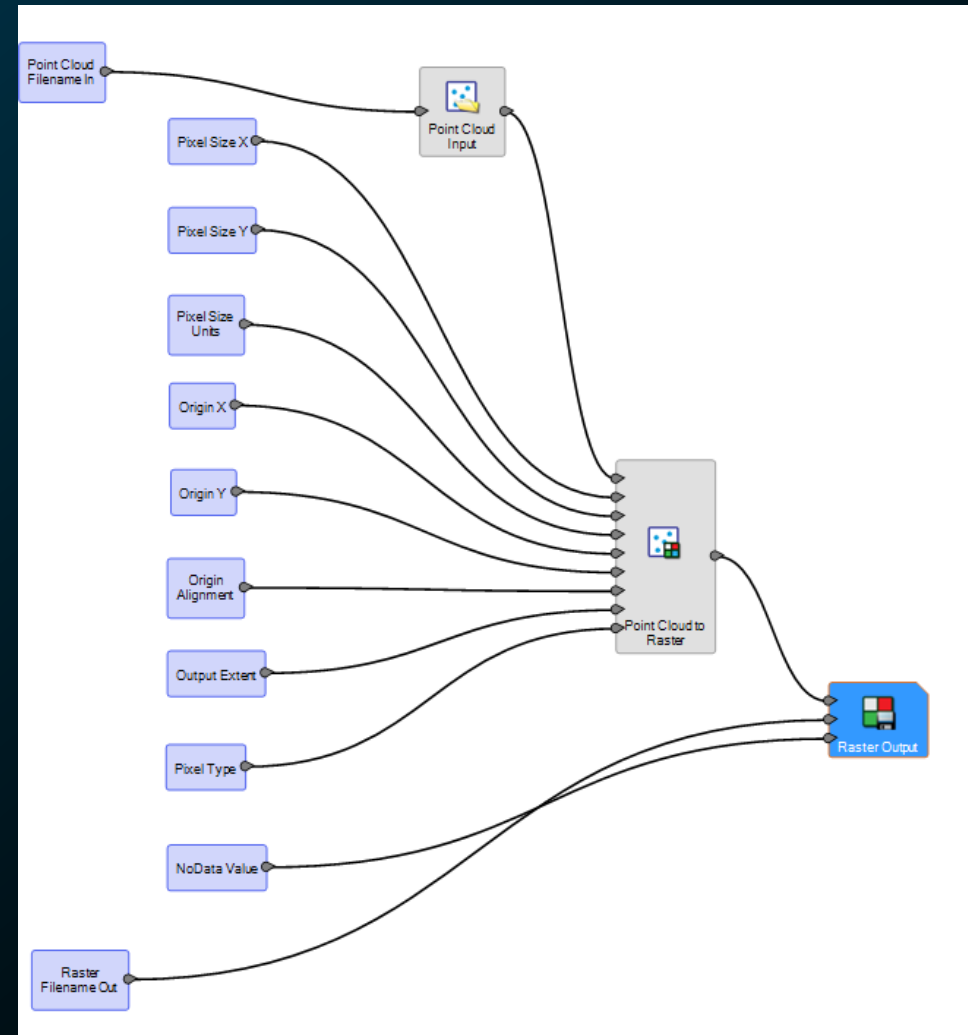 Point Cloud
Filename In
Point Cloud
Input
Pixel Size X
Pixel Size Y
Pixel Size
Units
Origin X
Origin Y
Origin
Alignment
Output Extent
Pixel Type
NoData Value
Raster
Filename Out
Point Cloud to
Raster
Raster Output